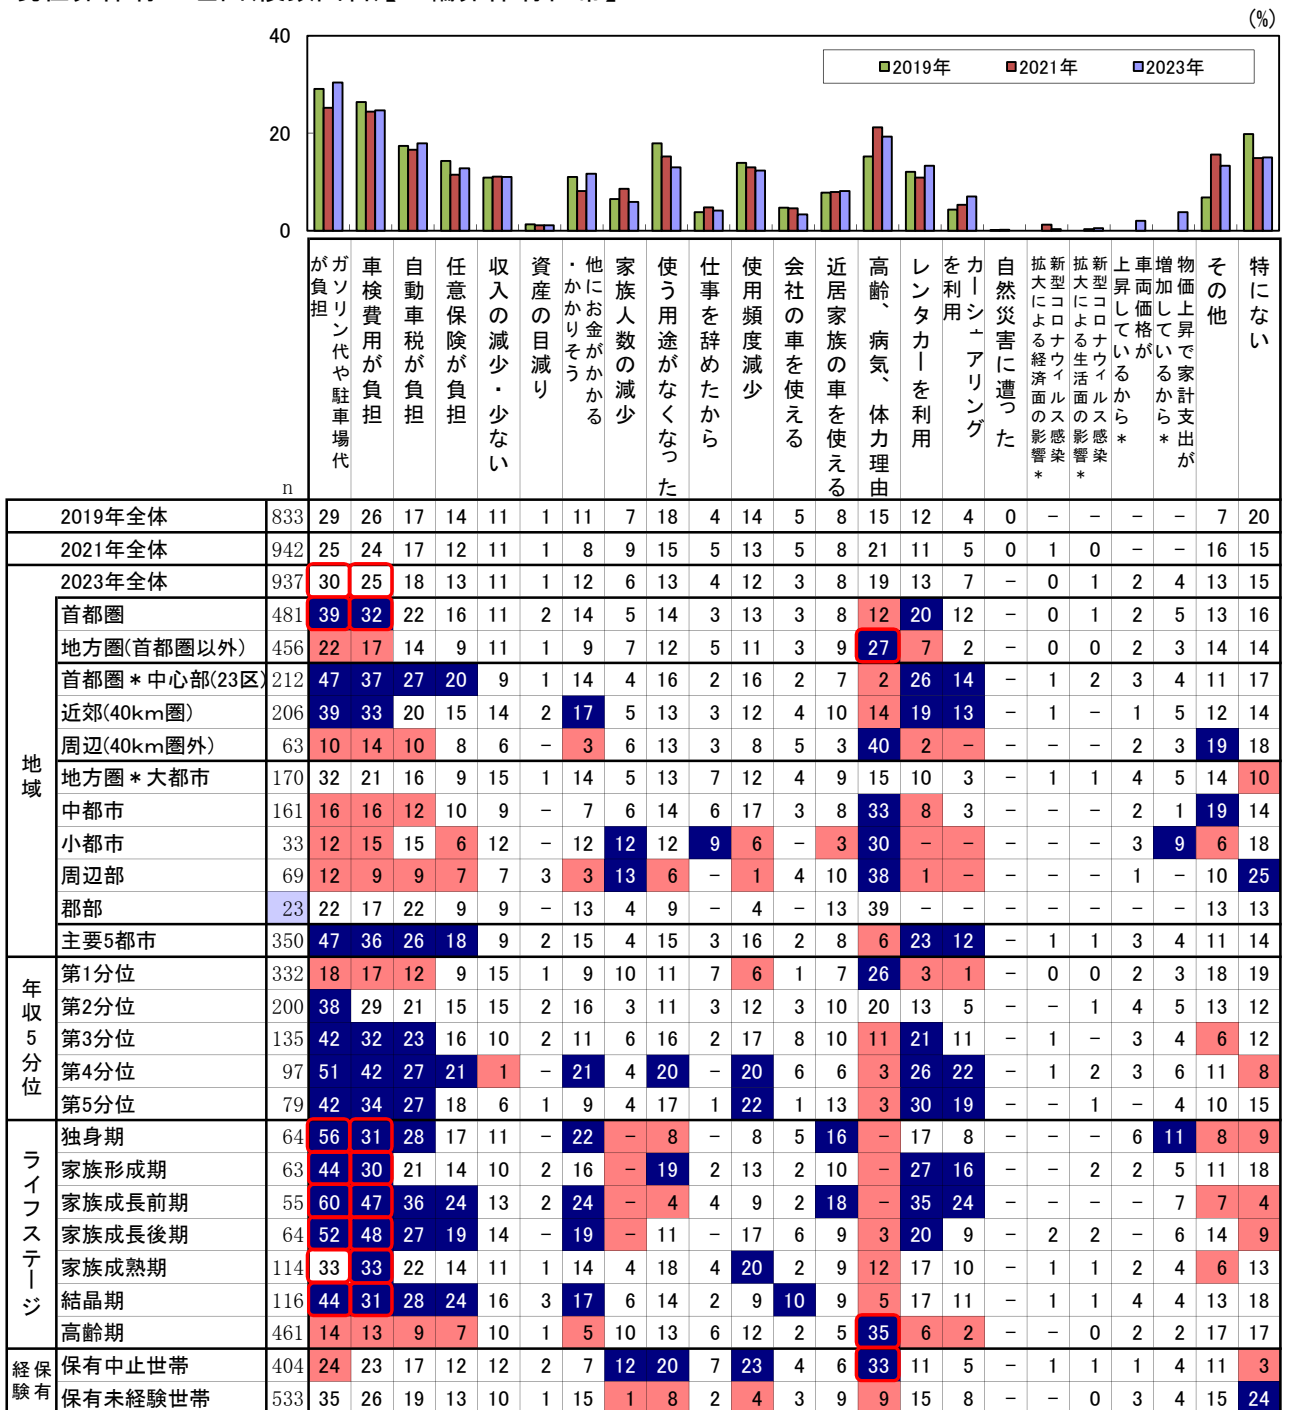 (%)
40
20
0
2019年 2021年 2023年
ガソリン代や駐車場代が負担
車検費用が負担
自動車税が負担
任意保険が負担
収入の減少・少ない
資産の目減り
他にお金がかかる・かかりそう
家族人数の減少
使う用途がなくなった
仕事を辞めたから
使用頻度減少
会社の車を使える
近居家族の車を使える
高齢、病気、体力理由
レンタカーを利用
カーシェアリングを利用
自然災害に遭った
新型コロナウィルス感染拡大による経済面の影響*
新型コロナウィルス感染拡大による生活面の影響*
車両価格が上昇しているから*
物価上昇で家計支出が増加しているから*
その他
特にない
n
2019年全体 833 29 26 17 14 11 1 11 7 18 4 14 5 8 15 12 4 0 − − − − 7 20
2021年全体 942 25 24 17 12 11 1 8 9 15 5 13 5 8 21 11 5 0 1 0 − − 16 15
2023年全体 937 30 25 18 13 11 1 12 6 13 4 12 3 8 19 13 7 − 0 1 2 4 13 15
地域
首都圏 481 39 32 22 16 11 2 14 5 14 3 13 3 8 12 20 12 − 0 1 2 5 13 16
地方圏(首都圏以外) 456 22 17 14 9 11 1 9 7 12 5 11 3 9 27 7 2 − 0 0 2 3 14 14
首都圏*中心部(23区) 212 47 37 27 20 9 1 14 4 16 2 16 2 7 2 26 14 − 1 2 3 4 11 17
近郊(40km圏) 206 39 33 20 15 14 2 17 5 13 3 12 4 10 14 19 13 − 1 − 1 5 12 14
周辺(40km圏外) 63 10 14 10 8 6 − 3 6 13 3 8 5 3 40 2 − − − − 2 3 19 18
地方圏*大都市 170 32 21 16 9 15 1 14 5 13 7 12 4 9 15 10 3 − 1 1 4 5 14 10
中都市 161 16 16 12 10 9 − 7 6 14 6 17 3 8 33 8 3 − − − 2 1 19 14
小都市 33 12 15 15 6 12 − 12 12 12 9 6 − 3 30 − − − − − 3 9 6 18
周辺部 69 12 9 9 7 7 3 3 13 6 − 1 4 10 38 1 − − − − 1 − 10 25
郡部 23 22 17 22 9 9 − 13 4 9 − 4 − 13 39 − − − − − − − 13 13
主要5都市 350 47 36 26 18 9 2 15 4 15 3 16 2 8 6 23 12 − 1 1 3 4 11 14
年収5分位
第1分位 332 18 17 12 9 15 1 9 10 11 7 6 1 7 26 3 1 − 0 0 2 3 18 19
第2分位 200 38 29 21 15 15 2 16 3 11 3 12 3 10 20 13 5 − − 1 4 5 13 12
第3分位 135 42 32 23 16 10 2 11 6 16 2 17 8 10 11 21 11 − 1 − 3 4 6 12
第4分位 97 51 42 27 21 1 − 21 4 20 − 20 6 6 3 26 22 − 1 2 3 6 11 8
第5分位 79 42 34 27 18 6 1 9 4 17 1 22 1 13 3 30 19 − − 1 − 4 10 15
ライフステージ
独身期 64 56 31 28 17 11 − 22 − 8 − 8 5 16 − 17 8 − − − 6 11 8 9
家族形成期 63 44 30 21 14 10 2 16 − 19 2 13 2 10 − 27 16 − − 2 2 5 11 18
家族成長前期 55 60 47 36 24 13 2 24 − 4 4 9 2 18 − 35 24 − − − − 7 7 4
家族成長後期 64 52 48 27 19 14 − 19 − 11 − 17 6 9 3 20 9 − 2 2 − 6 14 9
家族成熟期 114 33 33 22 14 11 1 14 4 18 4 20 2 9 12 17 10 − 1 1 2 4 6 13
結晶期 116 44 31 28 24 16 3 17 6 14 2 9 10 9 5 17 11 − 1 1 4 4 13 18
高齢期 461 14 13 9 7 10 1 5 10 13 6 12 2 5 35 6 2 − − 0 2 2 17 17
保有経験
保有中止世帯 404 24 23 17 12 12 2 7 12 20 7 23 4 6 33 11 5 − 1 1 1 4 11 3
保有未経験世帯 533 35 26 19 13 10 1 15 1 8 2 4 3 9 9 15 8 − − 0 3 4 15 24